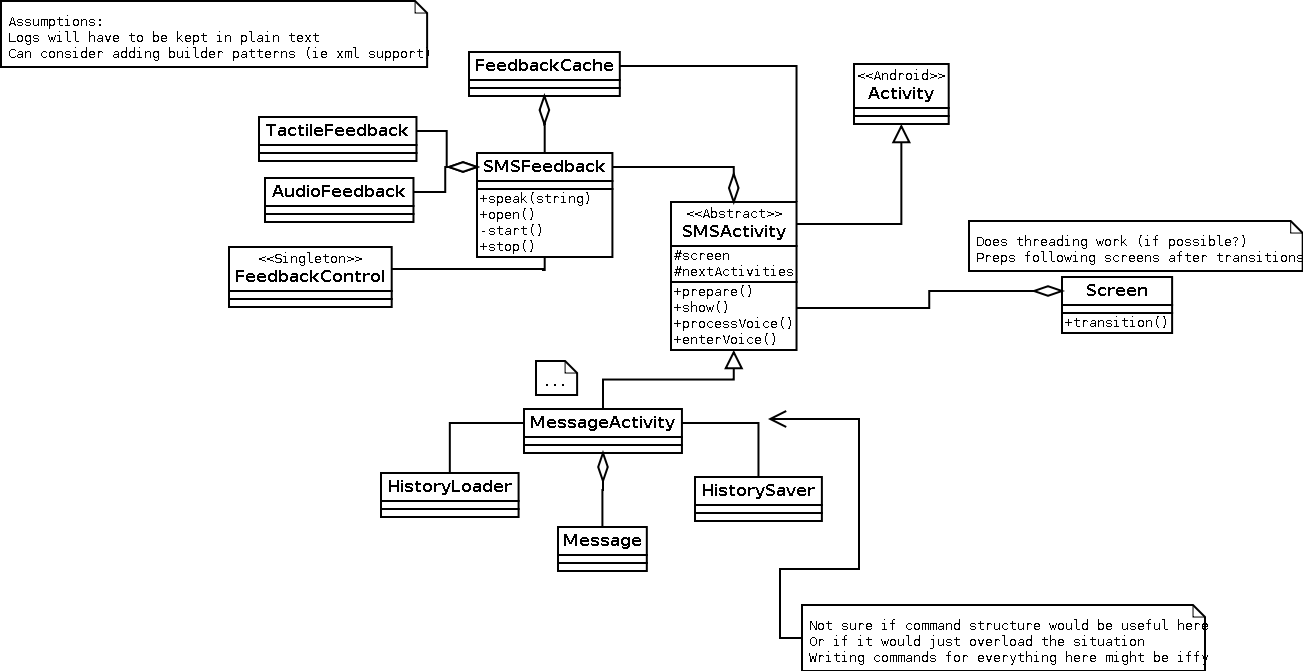 Assumptions:
Logs will have to be kept in plain text
Can consider adding builder patterns (ie xml support)
FeedbackCache
<<Android>>
Activity
TactileFeedback
AudioFeedback
SMSFeedback
+speak(string)
+open()
-start()
+stop()
<<Singleton>>
FeedbackControl
<<Abstract>>
SMSActivity
#screen
#nextActivities
+prepare()
+show()
+processVoice()
+enterVoice()
Does threading work (if possible?)
Preps following screens after transitions
Screen
+transition()
...
MessageActivity
HistoryLoader
HistorySaver
Message
Not sure if command structure would be useful here
Or if it would just overload the situation
Writing commands for everything here might be iffy